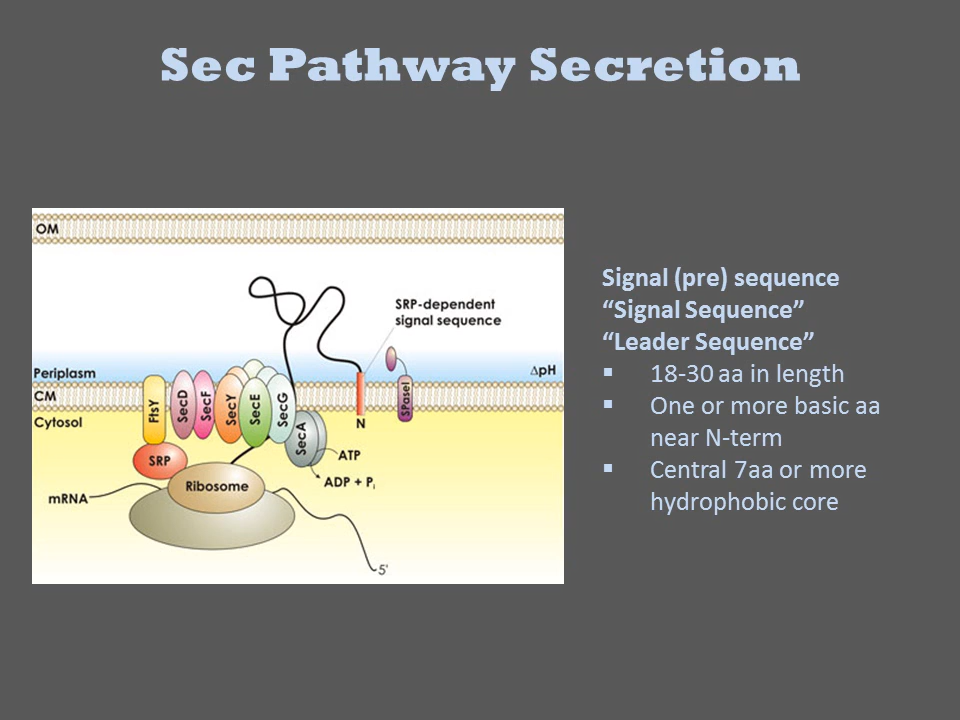 Sec Pathway Secretion
OM
SRP-dependent
signal sequence
Periplasm
ΔpH
CM
Cytosol
FtsY
SecD
SecF
SecY
SecE
SecG
SecA
SPaseI
N
SRP
ATP
ADP + Pi
Ribosome
mRNA
5'
Signal (pre) sequence
“Signal Sequence”
“Leader Sequence”
▪ 18-30 aa in length
▪ One or more basic aa
near N-term
▪ Central 7aa or more
hydrophobic core